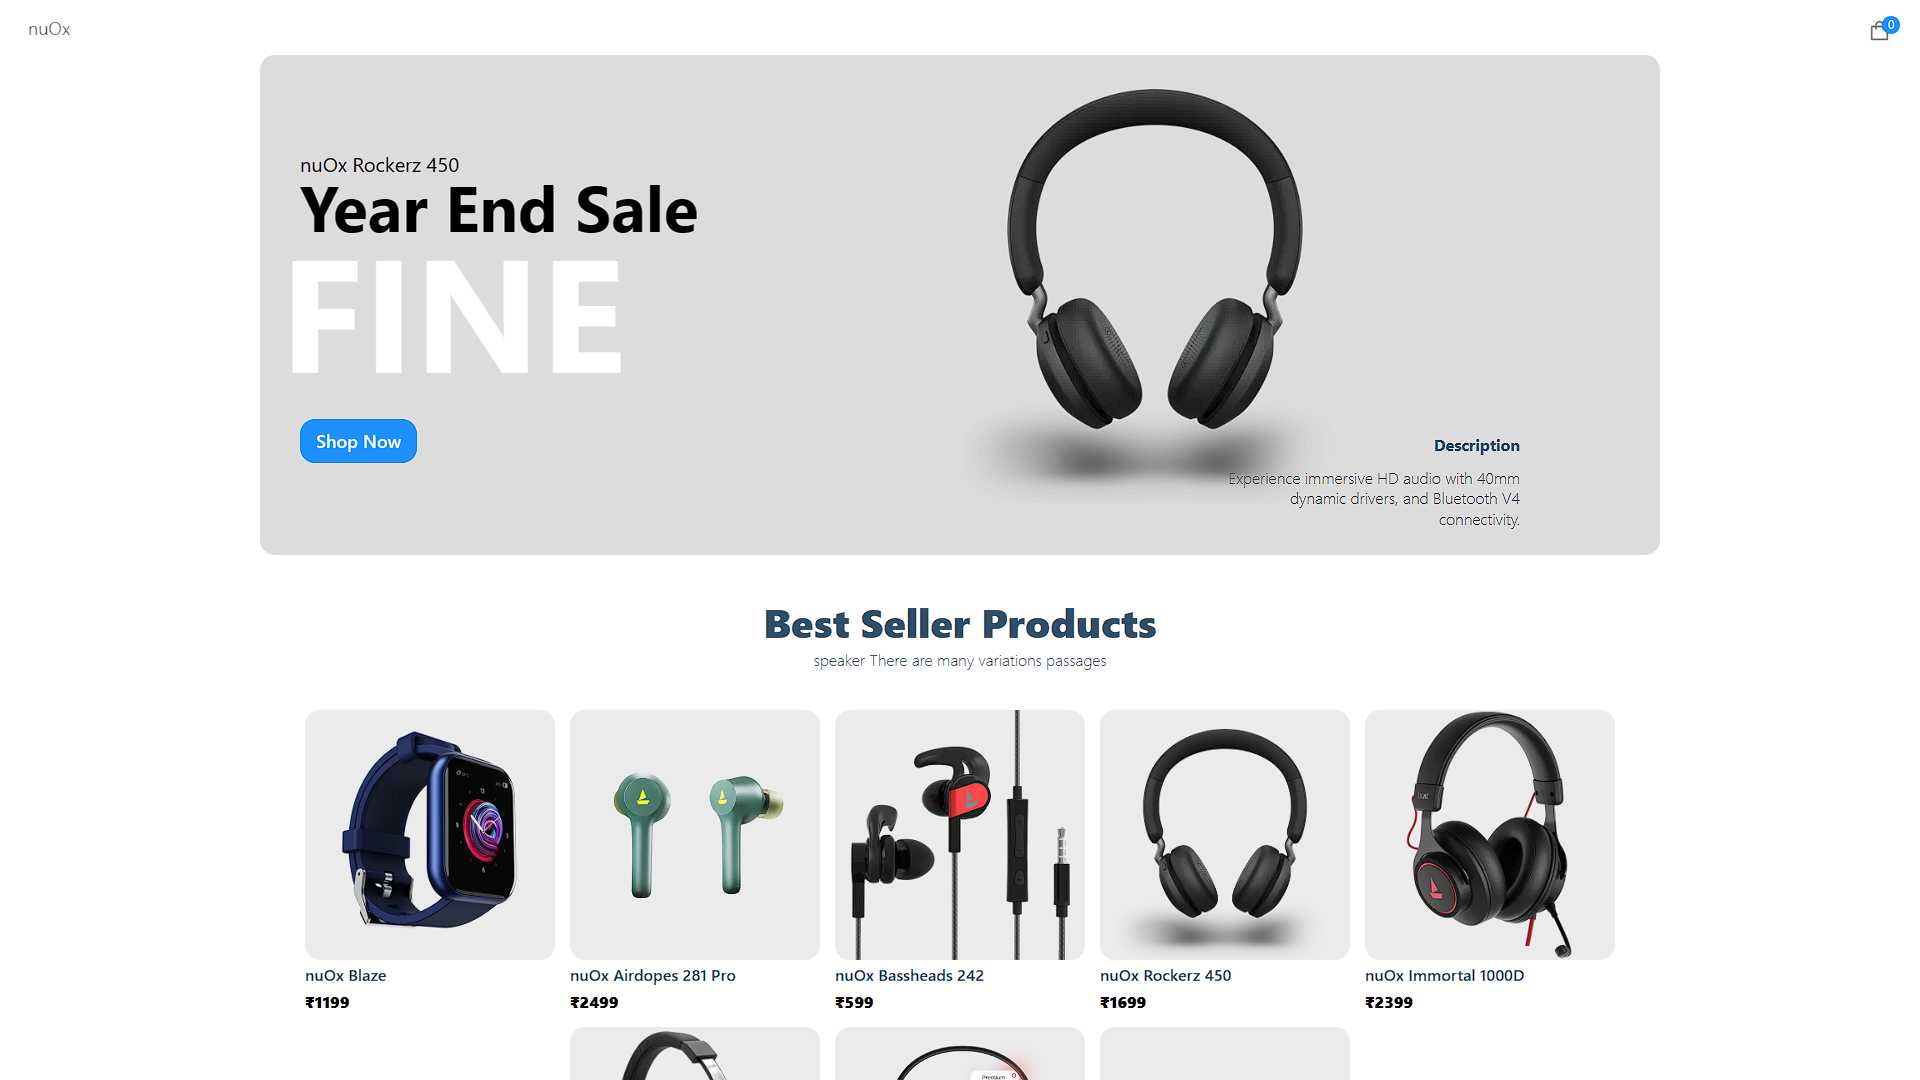 nuOx
0
nuOx Rockerz 450
Year End Sale
FINE
Shop Now
Description
Experience immersive HD audio with 40mm
dynamic drivers, and Bluetooth V4
connectivity.
Best Seller Products
speaker There are many variations passages
nuOx Blaze
₹1199
nuOx Airdopes 281 Pro
₹2499
nuOx Bassheads 242
₹599
nuOx Rockerz 450
₹1699
nuOx Immortal 1000D
₹2399
Premium